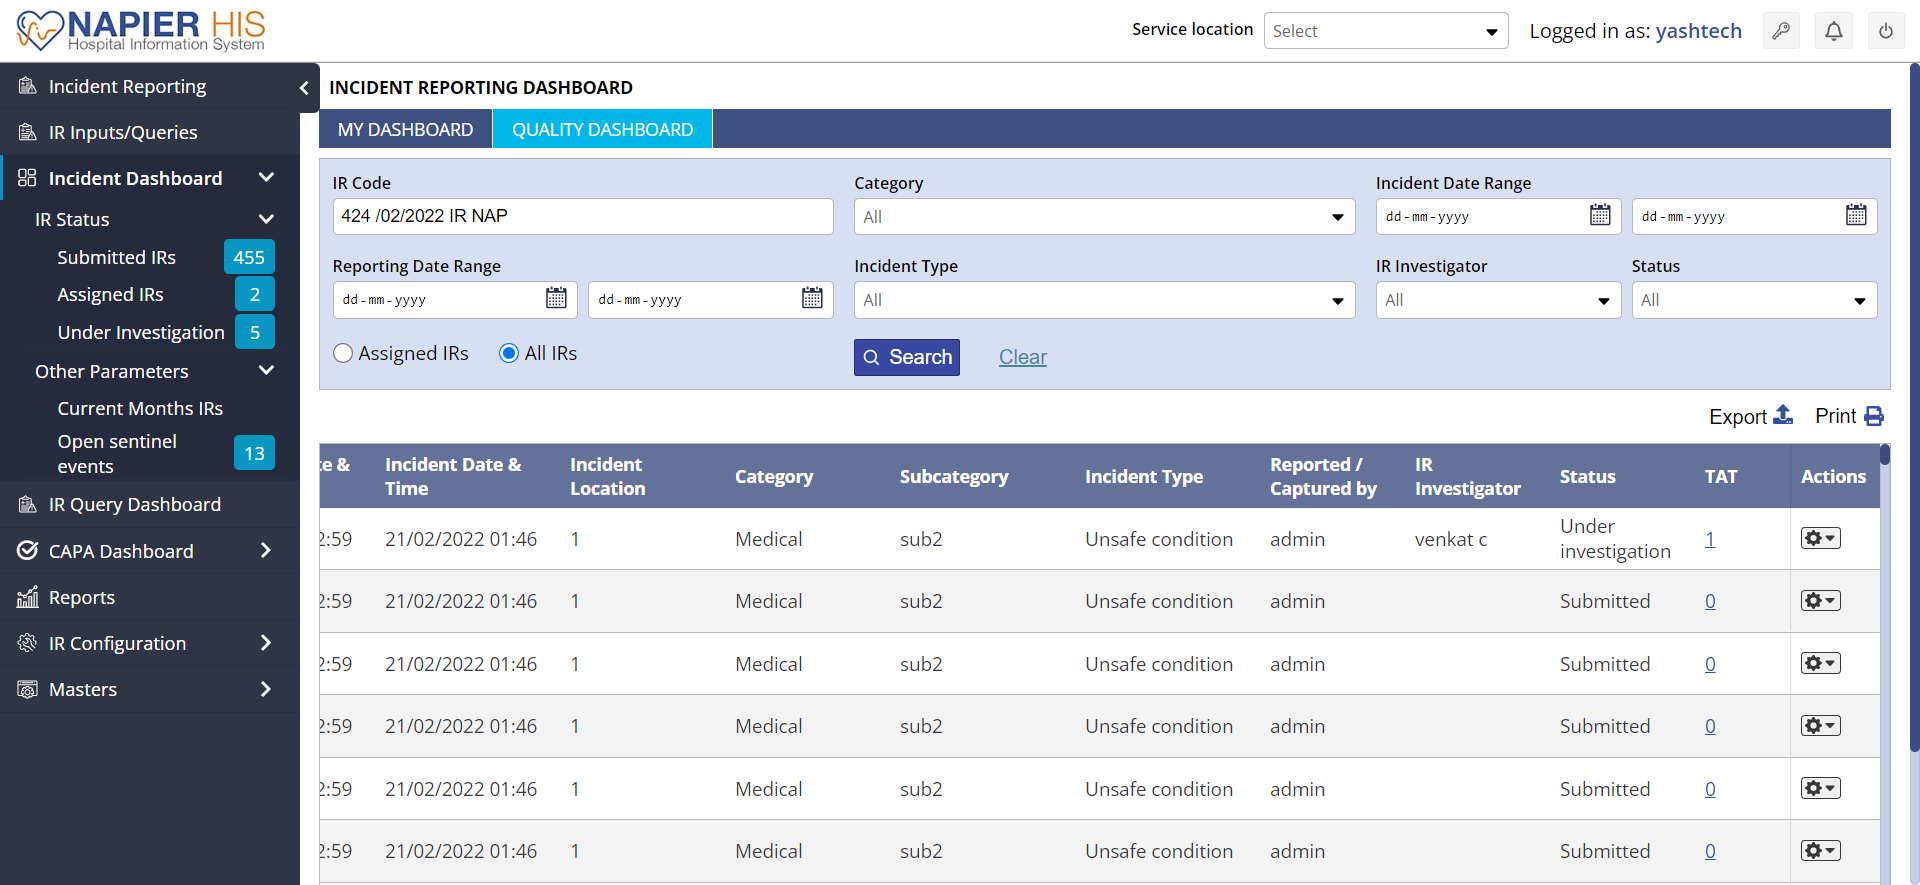 NAPIER HIS
Hospital Information System
Service location
Select
Logged in as: yashtech
Incident Reporting
IR Inputs/Queries
Incident Dashboard
IR Status
Submitted IRs 455
Assigned IRs 2
Under Investigation 5
Other Parameters
Current Months IRs
Open sentinel
events
13
IR Query Dashboard
CAPA Dashboard
Reports
IR Configuration
Masters
INCIDENT REPORTING DASHBOARD
MY DASHBOARD QUALITY DASHBOARD
IR Code Category Incident Date Range
424 /02/2022 IR NAP All dd-mm-yyyy dd-mm-yyyy
Reporting Date Range Incident Type IR Investigator Status
dd-mm-yyyy dd-mm-yyyy All All All
Assigned IRs All IRs Search Clear
Export Print
te & Incident Date & Time Incident Location Category Subcategory Incident Type Reported / Captured by IR Investigator Status TAT Actions
2:59 21/02/2022 01:46 1 Medical sub2 Unsafe condition admin venkat c Under investigation 1
2:59 21/02/2022 01:46 1 Medical sub2 Unsafe condition admin Submitted 0
2:59 21/02/2022 01:46 1 Medical sub2 Unsafe condition admin Submitted 0
2:59 21/02/2022 01:46 1 Medical sub2 Unsafe condition admin Submitted 0
2:59 21/02/2022 01:46 1 Medical sub2 Unsafe condition admin Submitted 0
2:59 21/02/2022 01:46 1 Medical sub2 Unsafe condition admin Submitted 0